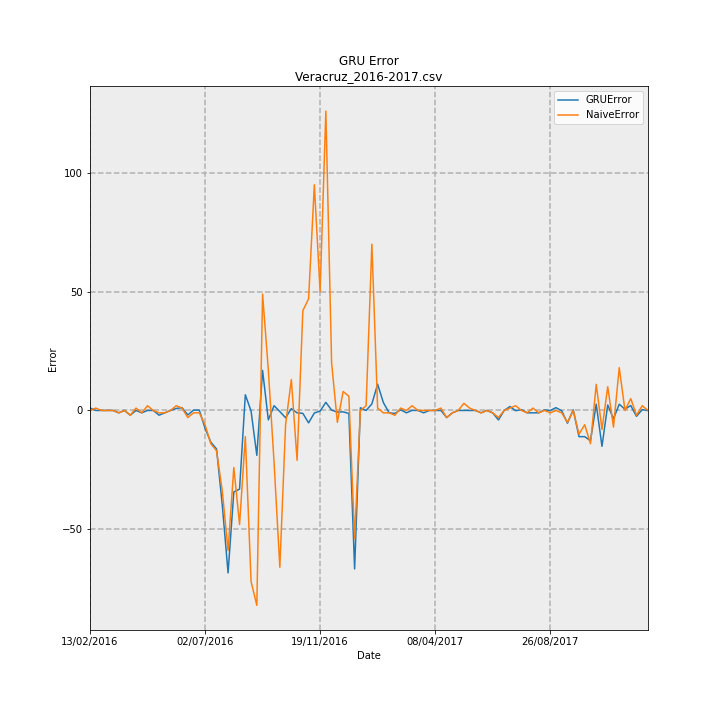 GRU Error
Veracruz_2016-2017.csv
GRUError
NaiveError
100
50
0
−50
Error
13/02/2016
02/07/2016
19/11/2016
08/04/2017
26/08/2017
Date